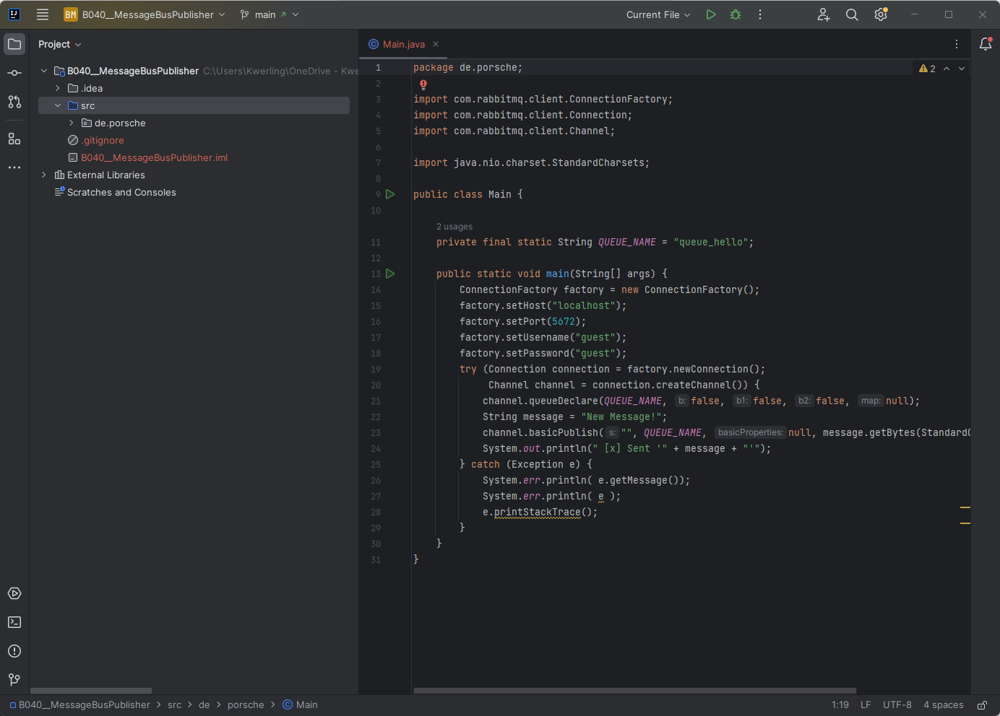 BM B040__MessageBusPublisher main Current File
Project
B040__MessageBusPublisher C:\Users\Kwerling\OneDrive - Kwe
.idea
src
de.porsche
.gitignore
B040__MessageBusPublisher.iml
External Libraries
Scratches and Consoles
Main.java
2
1 package de.porsche;
2
3 import com.rabbitmq.client.ConnectionFactory;
4 import com.rabbitmq.client.Connection;
5 import com.rabbitmq.client.Channel;
6
7 import java.nio.charset.StandardCharsets;
8
9 public class Main {
10
2 usages
11 private final static String QUEUE_NAME = "queue_hello";
12
13 public static void main(String[] args) {
14 ConnectionFactory factory = new ConnectionFactory();
15 factory.setHost("localhost");
16 factory.setPort(5672);
17 factory.setUsername("guest");
18 factory.setPassword("guest");
19 try (Connection connection = factory.newConnection();
20 Channel channel = connection.createChannel()) {
21 channel.queueDeclare(QUEUE_NAME, b: false, b1: false, b2: false, map: null);
22 String message = "New Message!";
23 channel.basicPublish( s: "", QUEUE_NAME, basicProperties: null, message.getBytes(Standard
24 System.out.println(" [x] Sent '" + message + "'");
25 } catch (Exception e) {
26 System.err.println( e.getMessage());
27 System.err.println( e );
28 e.printStackTrace();
29 }
30 }
31 }
B040__MessageBusPublisher > src > de > porsche > Main 1:19 LF UTF-8 4 spaces